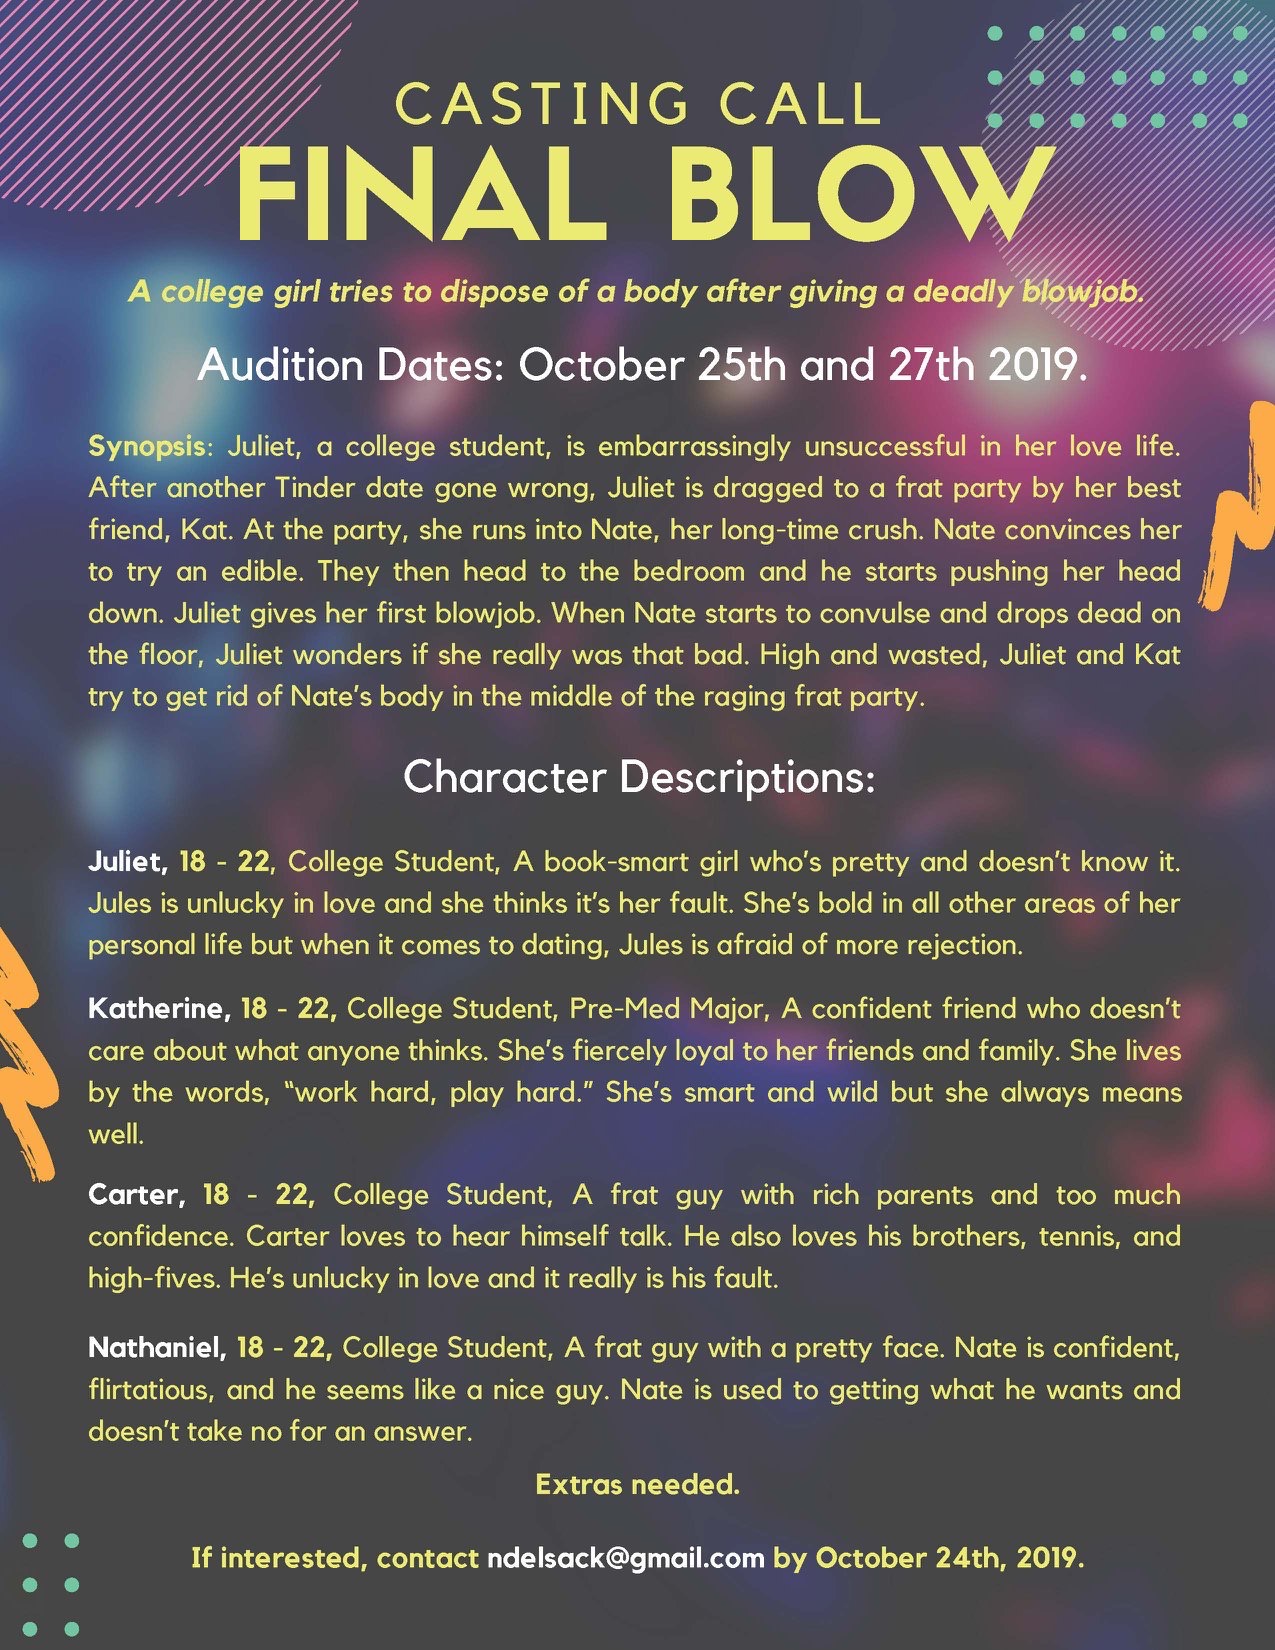 CASTING CALL
FINAL BLOW
A college girl tries to dispose of a body after giving a deadly blowjob.
Audition Dates: October 25th and 27th 2019.
Synopsis: Juliet, a college student, is embarrassingly unsuccessful in her love life.
After another Tinder date gone wrong, Juliet is dragged to a frat party by her best
friend, Kat. At the party, she runs into Nate, her long-time crush. Nate convinces her
to try an edible. They then head to the bedroom and he starts pushing her head
down. Juliet gives her first blowjob. When Nate starts to convulse and drops dead on
the floor, Juliet wonders if she really was that bad. High and wasted, Juliet and Kat
try to get rid of Nate's body in the middle of the raging frat party.
Character Descriptions:
Juliet, 18 - 22, College Student, A book-smart girl who's pretty and doesn't know it.
Jules is unlucky in love and she thinks it's her fault. She's bold in all other areas of her
personal life but when it comes to dating, Jules is afraid of more rejection.
Katherine, 18 - 22, College Student, Pre-Med Major, A confident friend who doesn't
care about what anyone thinks. She's fiercely loyal to her friends and family. She lives
by the words, “work hard, play hard.” She's smart and wild but she always means
well.
Carter, 18 - 22, College Student, A frat guy with rich parents and too much
confidence. Carter loves to hear himself talk. He also loves his brothers, tennis, and
high-fives. He's unlucky in love and it really is his fault.
Nathaniel, 18 - 22, College Student, A frat guy with a pretty face. Nate is confident,
flirtatious, and he seems like a nice guy. Nate is used to getting what he wants and
doesn't take no for an answer.
Extras needed.
If interested, contact ndelsack@gmail.com by October 24th, 2019.